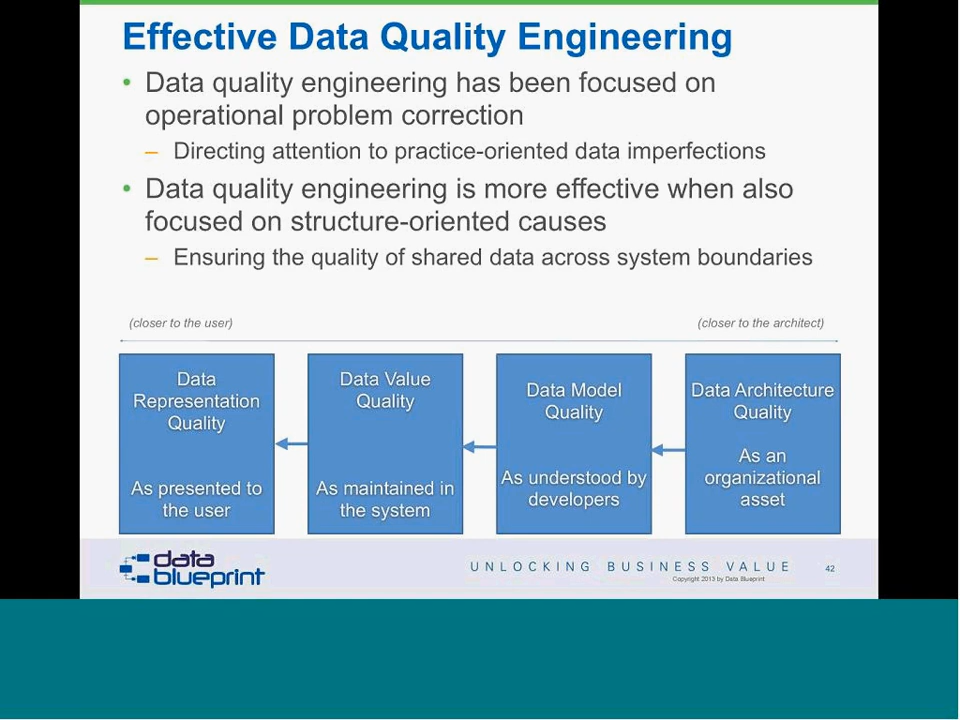 Effective Data Quality Engineering
• Data quality engineering has been focused on
operational problem correction
– Directing attention to practice-oriented data imperfections
• Data quality engineering is more effective when also
focused on structure-oriented causes
– Ensuring the quality of shared data across system boundaries
(closer to the user)
(closer to the architect)
Data
Representation
Quality
As presented to
the user
Data Value
Quality
As maintained in
the system
Data Model
Quality
As understood by
developers
Data Architecture
Quality
As an
organizational
asset
data
blueprint
UNLOCKING BUSINESS VALUE
42
Copyright 2013 by Data Blueprint